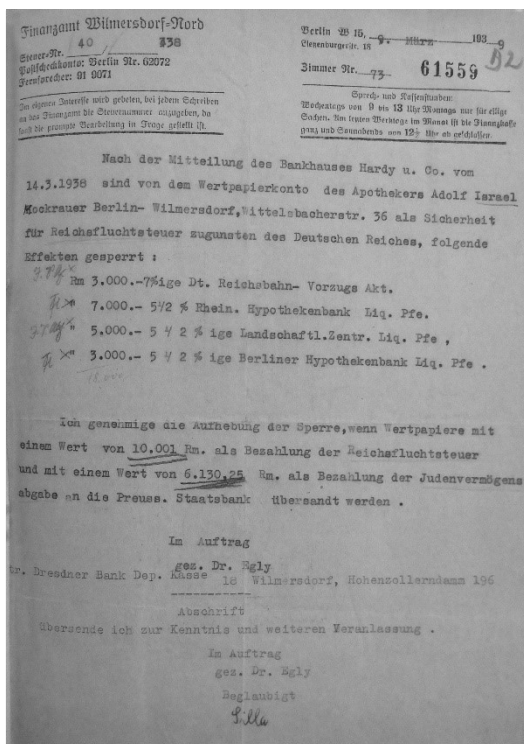 Finanzamt Wilmersdorf-Nord
Steuer-Nr. 40 / 738
Postscheckkonto: Berlin Nr. 62072
Fernsprecher: 91 9671
Im eigenen Interesse wird gebeten, bei jedem Schreiben
an das Finanzamt die Steuernummer anzugeben, da
sonst die prompte Bearbeitung in Frage gestellt ist.
Berlin W 15, 9. März 1939
Lietzenburgerstr. 18
Zimmer Nr. 73 61559
Sprech- und Kassenstunden:
Wochentags von 9 bis 13 Uhr Montags nur für eilige
Sachen. Am letzten Werktage im Monat ist die Finanzkasse
ganz und Sonnabends von 12½ Uhr ab geschlossen.
Nach der Mitteilung des Bankhauses Hardy u. Co. vom
14.3.1938 sind von dem Wertpapierkonto des Apothekers Adolf Israel
Mockrauer Berlin- Wilmersdorf,Wittelsbacherstr. 36 als Sicherheit
für Reichsfluchtsteuer zugunsten des Deutschen Reiches, folgende
Effekten gesperrt :
Rm 3.000.-7%ige Dt. Reichsbahn- Vorzugs Akt.
" 7.000.- 5 1/2 % Rhein. Hypothekenbank Liq. Pfe.
" 5.000.- 5 1/2 % ige Landschaftl.Zentr. Liq. Pfe ,
" 3.000.- 5 1/2 % ige Berliner Hypothekenbank Liq. Pfe .
18.000
Ich genehmige die Aufhebung der Sperre,wenn Wertpapiere mit
einem Wert von 10.001 Rm. als Bezahlung der Reichsfluchtsteuer
und mit einem Wert von 6.130,25 Rm. als Bezahlung der Judenvermögens
abgabe an die Preuss. Staatsbank übersandt werden .
Im Auftrag
gez. Dr. Egly
Dresdner Bank Dep. Kasse 18 Wilmersdorf, Hohenzollerndamm 196
-----------
Abschrift
übersende ich zur Kenntnis und weiteren Veranlassung .
Im Auftrag
gez. Dr. Egly
Beglaubigt